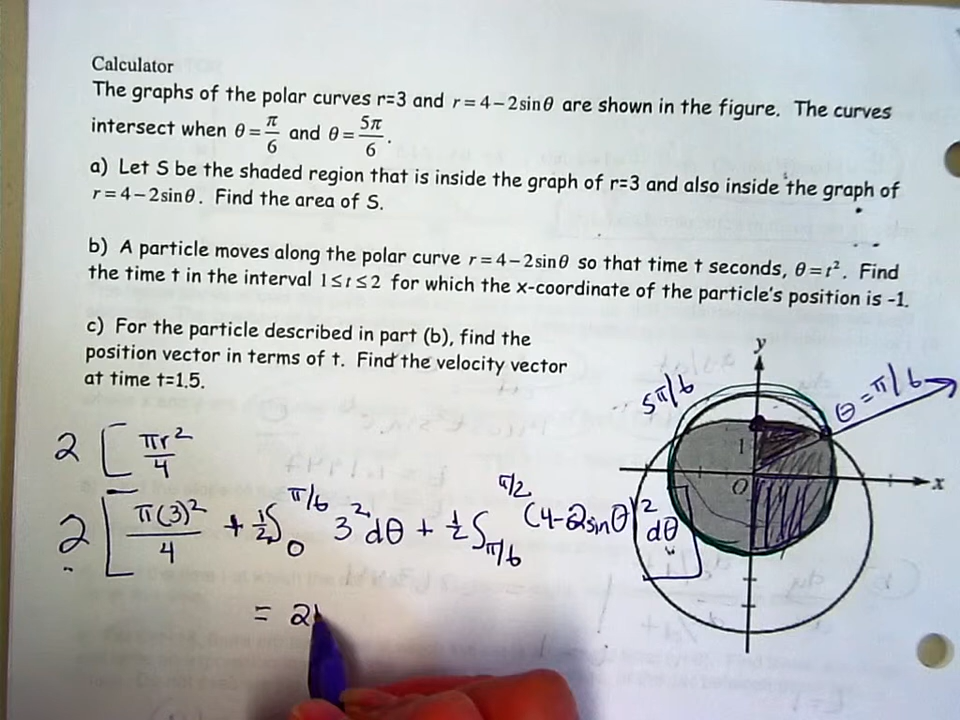 Calculator
The graphs of the polar curves r=3 and r = 4 – 2sinθ are shown in the figure. The curves
intersect when θ = π/6 and θ = 5π/6.
a) Let S be the shaded region that is inside the graph of r=3 and also inside the graph of
r = 4 – 2sinθ. Find the area of S.
b) A particle moves along the polar curve r = 4 – 2sinθ so that time t seconds, θ = t². Find
the time t in the interval 1 ≤ t ≤ 2 for which the x-coordinate of the particle's position is -1.
c) For the particle described in part (b), find the
position vector in terms of t. Find the velocity vector
at time t=1.5.
y
5π/6
θ = π/6
1
O
x
2 [ πr²/4
2 [ π(3)²/4 + ½ ∫₀^π/6 3² dθ + ½ ∫π/6^π/2 (4-2sinθ)² dθ ]
= 2